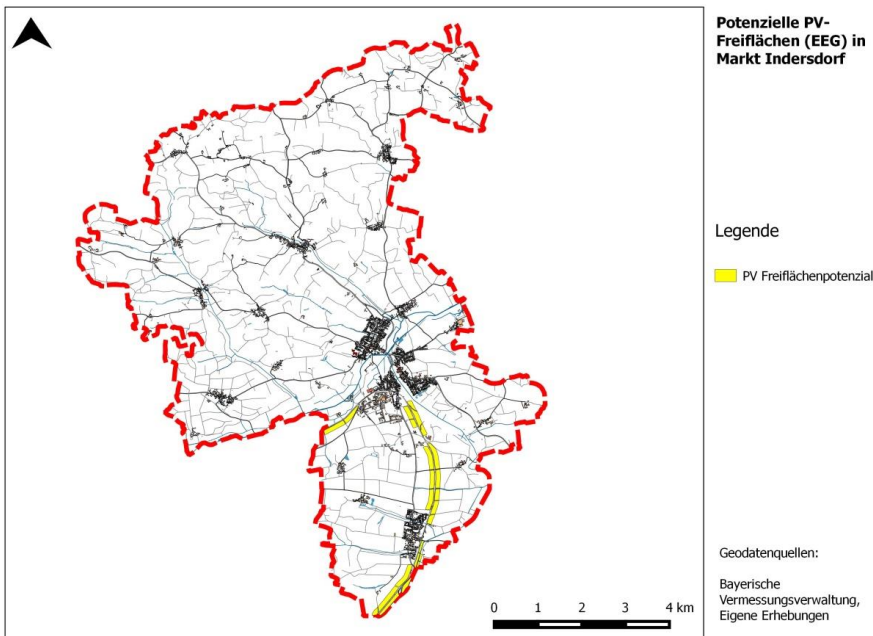 Potenzielle PV-
Freiflächen (EEG) in
Markt Indersdorf
Legende
PV Freiflächenpotenzial
Geodatenquellen:
Bayerische
Vermessungsverwaltung,
Eigene Erhebungen
0 1 2 3 4 km